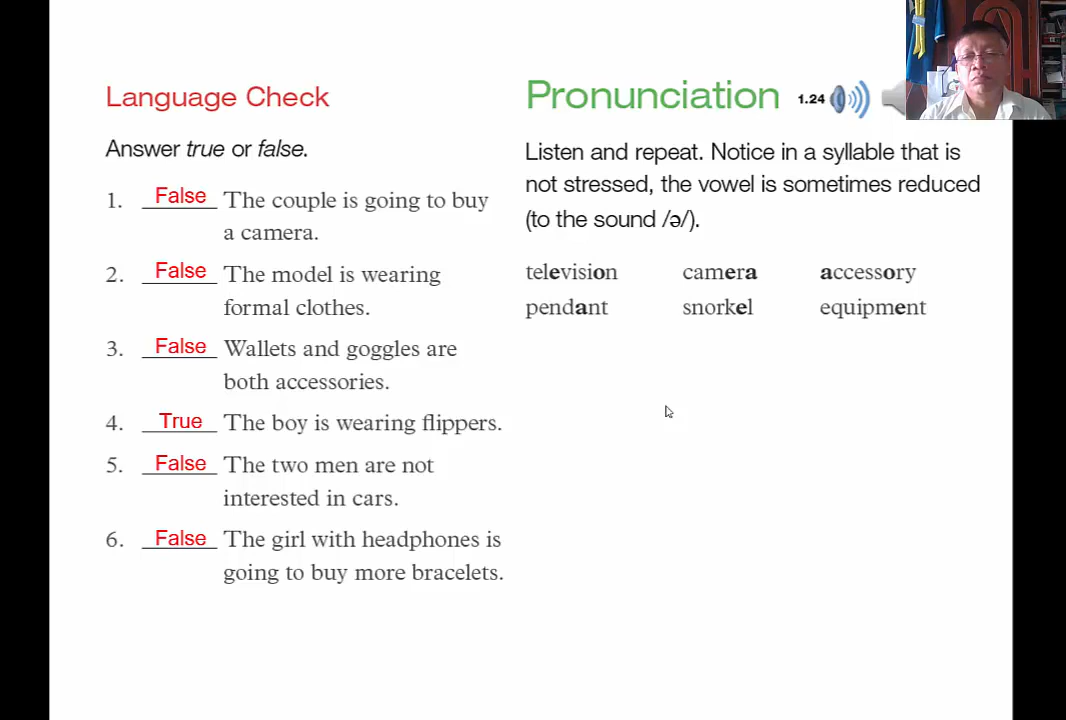 Language Check
Answer true or false.
1. False The couple is going to buy
a camera.
2. False The model is wearing
formal clothes.
3. False Wallets and goggles are
both accessories.
4. True The boy is wearing flippers.
5. False The two men are not
interested in cars.
6. False The girl with headphones is
going to buy more bracelets.
Pronunciation 1.24
Listen and repeat. Notice in a syllable that is
not stressed, the vowel is sometimes reduced
(to the sound /ə/).
television camera accessory
pendant snorkel equipment